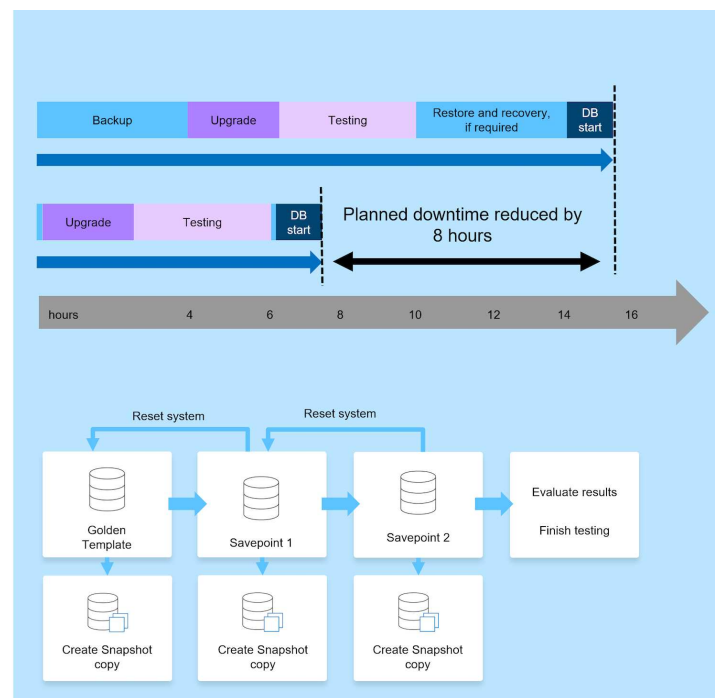 Backup
Upgrade
Testing
Restore and recovery,
if required
DB
start
Upgrade
Testing
DB
start
Planned downtime reduced by
8 hours
hours 4 6 8 10 12 14 16
Reset system
Reset system
Golden
Template
Savepoint 1
Savepoint 2
Evaluate results
Finish testing
Create Snapshot
copy
Create Snapshot
copy
Create Snapshot
copy